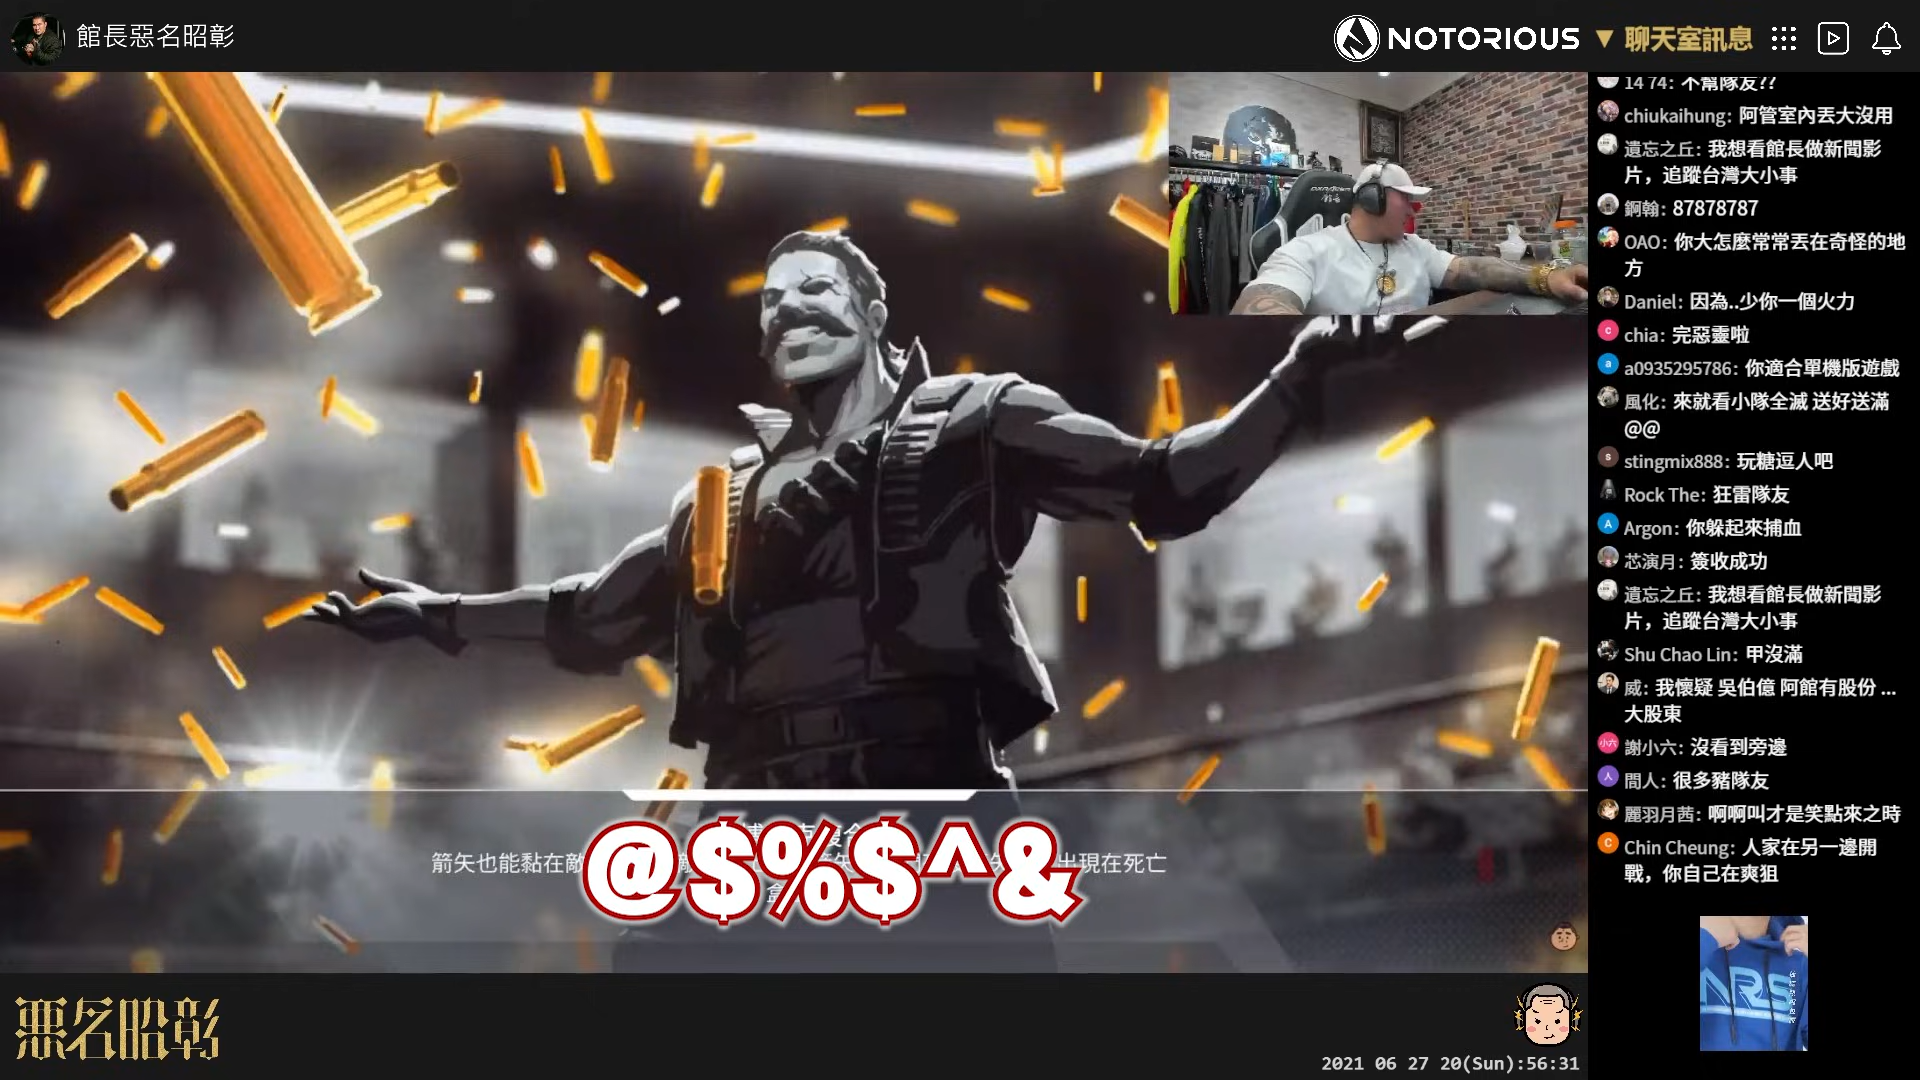 館長惡名昭彰
NOTORIOUS
▼ 聊天室訊息
14 74: 不幫隊友??
chiukaihung: 阿管室內丟大沒用
遺忘之丘: 我想看館長做新聞影
片，追蹤台灣大小事
鋼翰: 87878787
OAO: 你大怎麼常常丟在奇怪的地
方
Daniel: 因為..少你一個火力
chia: 完惡靈啦
a0935295786: 你適合單機版遊戲
風化: 來就看小隊全滅 送好送滿
@@
stingmix888: 玩糖逗人吧
Rock The: 狂雷隊友
Argon: 你躲起來捕血
芯演月: 簽收成功
遺忘之丘: 我想看館長做新聞影
片，追蹤台灣大小事
Shu Chao Lin: 甲沒滿
威: 我懷疑 吳伯億 阿館有股份 ...
大股東
謝小六: 沒看到旁邊
間人: 很多豬隊友
麗羽月茜: 啊啊叫才是笑點來之時
Chin Cheung: 人家在另一邊開
戰，你自己在爽狙
箭矢也能黏在敵
出現在死亡
@$%$^&
NRS
惡名昭彰
2021 06 27 20(Sun):56:31